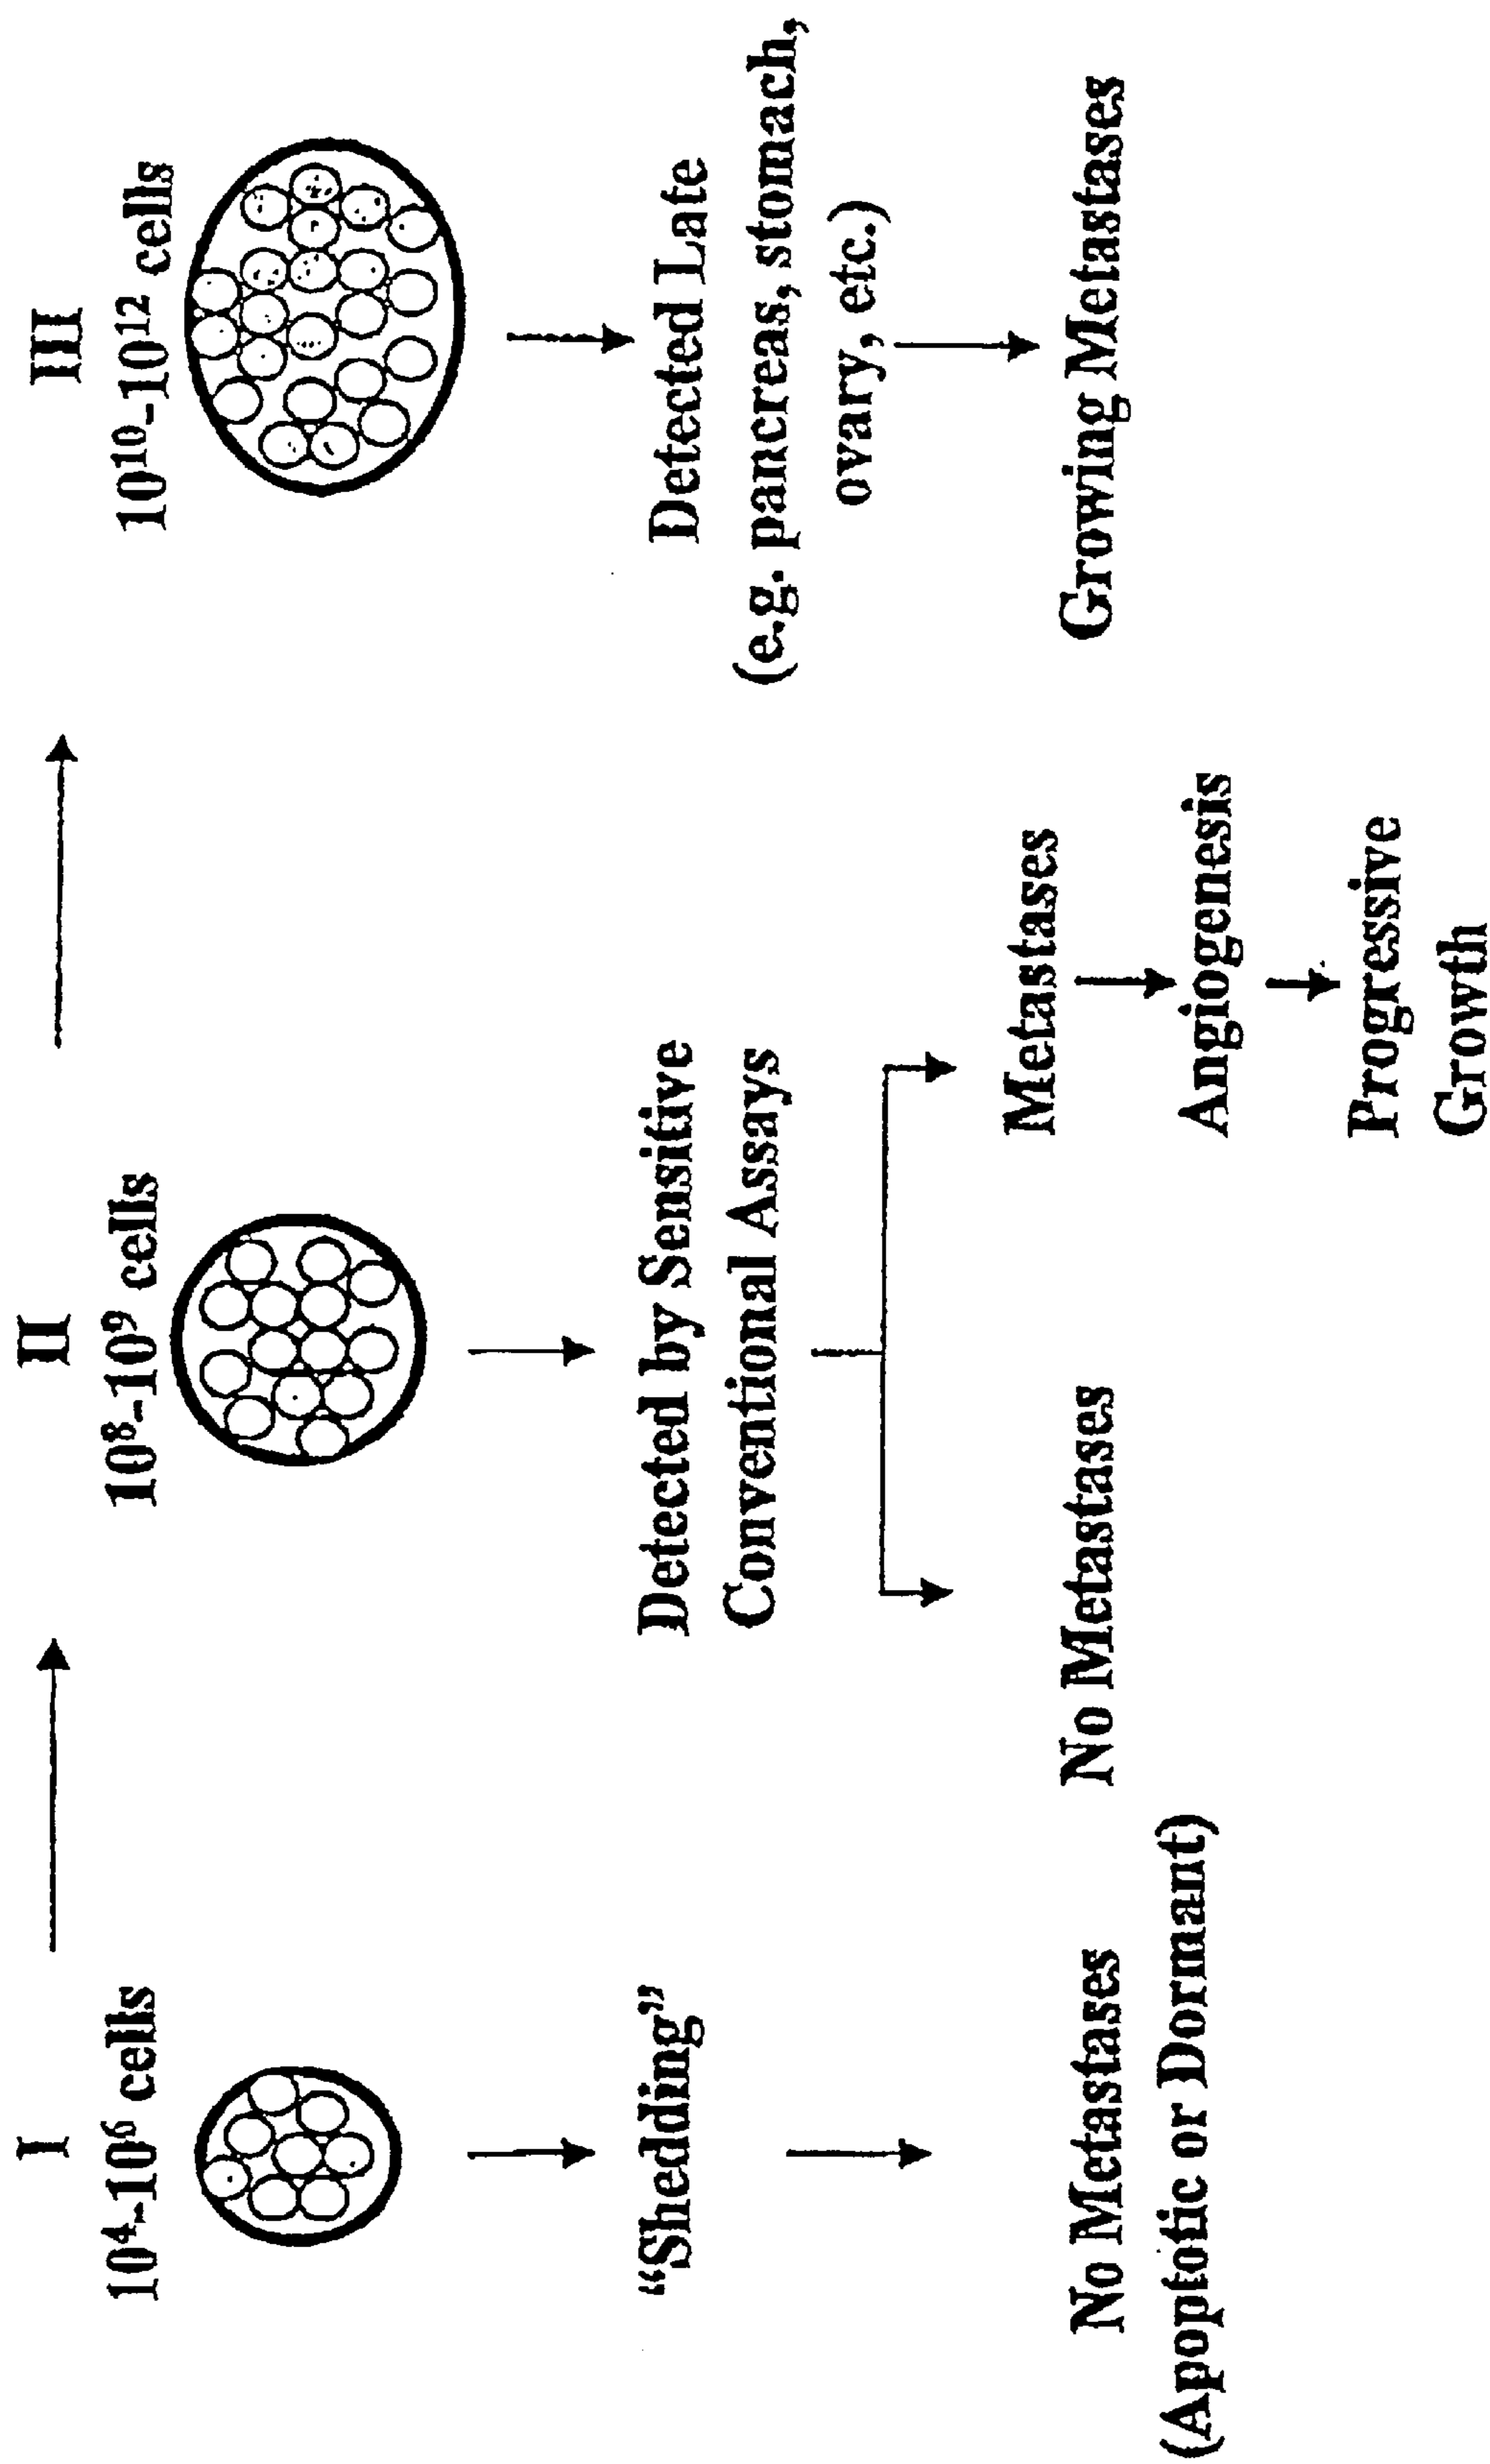 I
10⁴-10⁶ cells
"Shedding"
No Metastases
(Apoptotic or Dormant)
II
10⁸-10⁹ cells
Detected by Sensitive
Conventional Assays
No Metastases
Metastases
Angiogenesis
Progressive
Growth
III
10¹⁰-10¹² cells
Detected Late
(e.g. pancreas, stomach,
ovary, etc.)
Growing Metastases